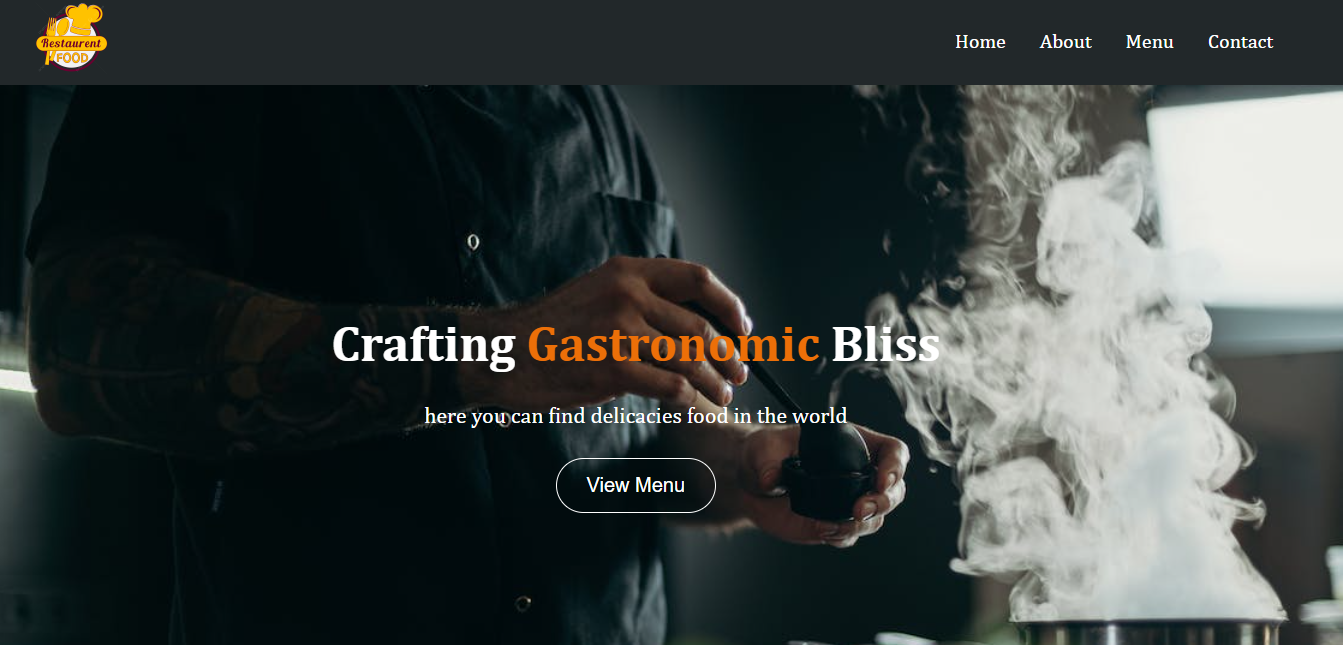 Restaurent
FOOD
Home About Menu Contact
Crafting Gastronomic Bliss
here you can find delicacies food in the world
View Menu